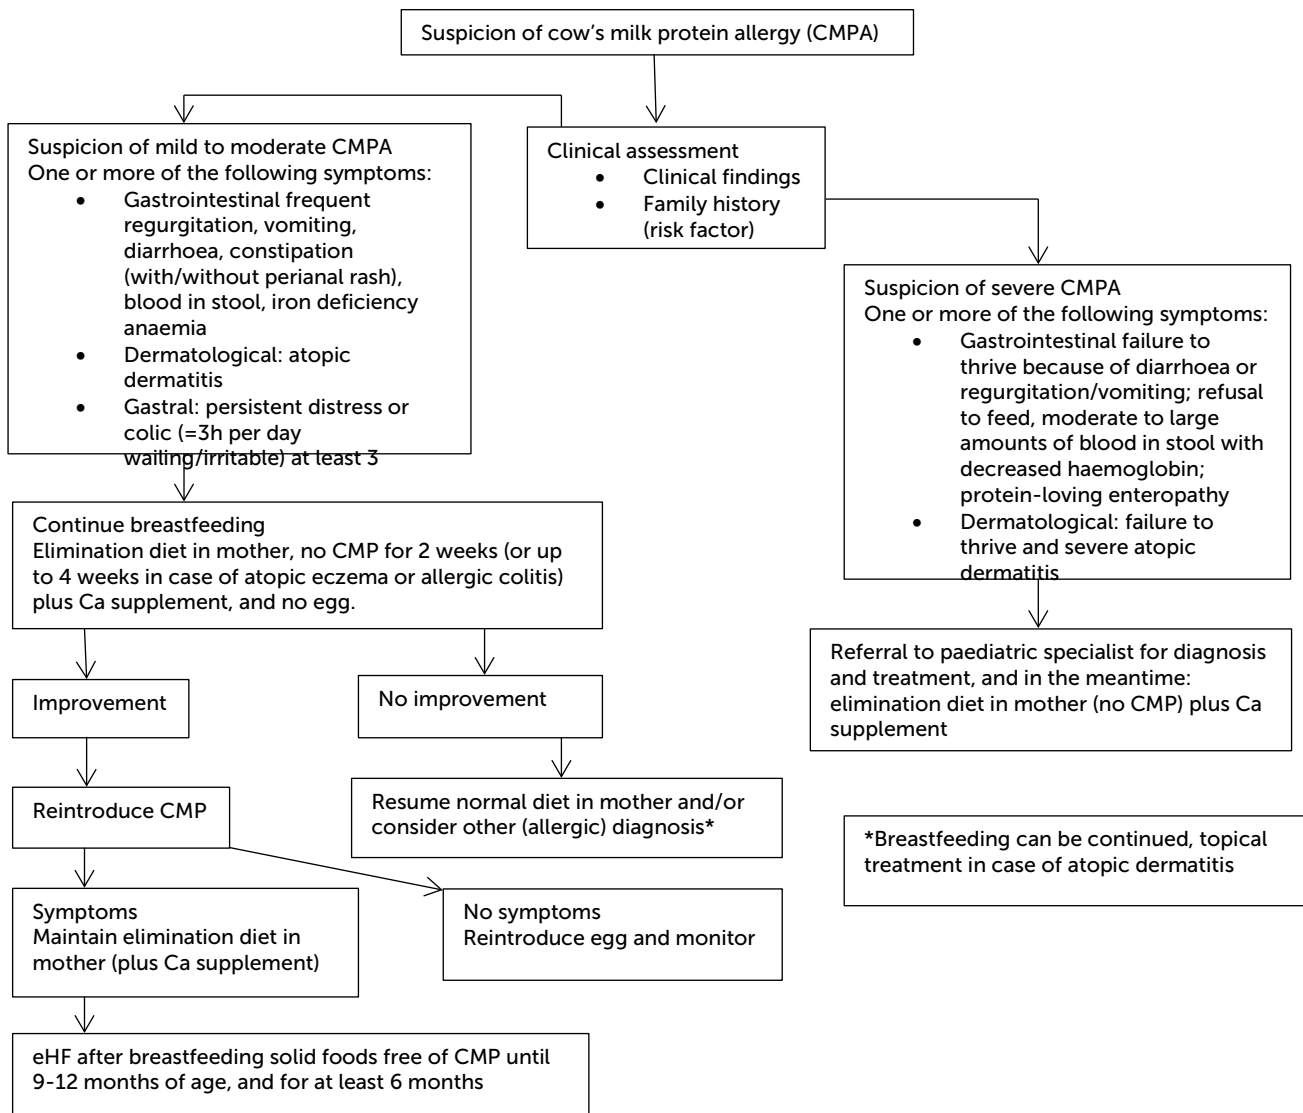 Suspicion of cow's milk protein allergy (CMPA)
Suspicion of mild to moderate CMPA
One or more of the following symptoms:
• Gastrointestinal frequent
regurgitation, vomiting,
diarrhoea, constipation
(with/without perianal rash),
blood in stool, iron deficiency
anaemia
• Dermatological: atopic
dermatitis
• Gastral: persistent distress or
colic (=3h per day
wailing/irritable) at least 3
Clinical assessment
• Clinical findings
• Family history
(risk factor)
Suspicion of severe CMPA
One or more of the following symptoms:
• Gastrointestinal failure to
thrive because of diarrhoea or
regurgitation/vomiting; refusal
to feed, moderate to large
amounts of blood in stool with
decreased haemoglobin;
protein-loving enteropathy
• Dermatological: failure to
thrive and severe atopic
dermatitis
Continue breastfeeding
Elimination diet in mother, no CMP for 2 weeks (or up
to 4 weeks in case of atopic eczema or allergic colitis)
plus Ca supplement, and no egg.
Referral to paediatric specialist for diagnosis
and treatment, and in the meantime:
elimination diet in mother (no CMP) plus Ca
supplement
Improvement
No improvement
Reintroduce CMP
Resume normal diet in mother and/or
consider other (allergic) diagnosis*
*Breastfeeding can be continued, topical
treatment in case of atopic dermatitis
Symptoms
Maintain elimination diet in
mother (plus Ca supplement)
No symptoms
Reintroduce egg and monitor
eHF after breastfeeding solid foods free of CMP until
9-12 months of age, and for at least 6 months